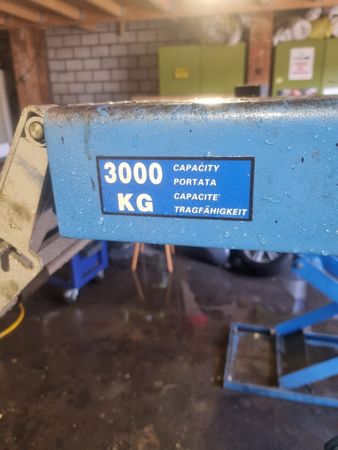 3000 KG
CAPACITY
PORTATA
CAPACITE'
TRAGFÄHIGKEIT